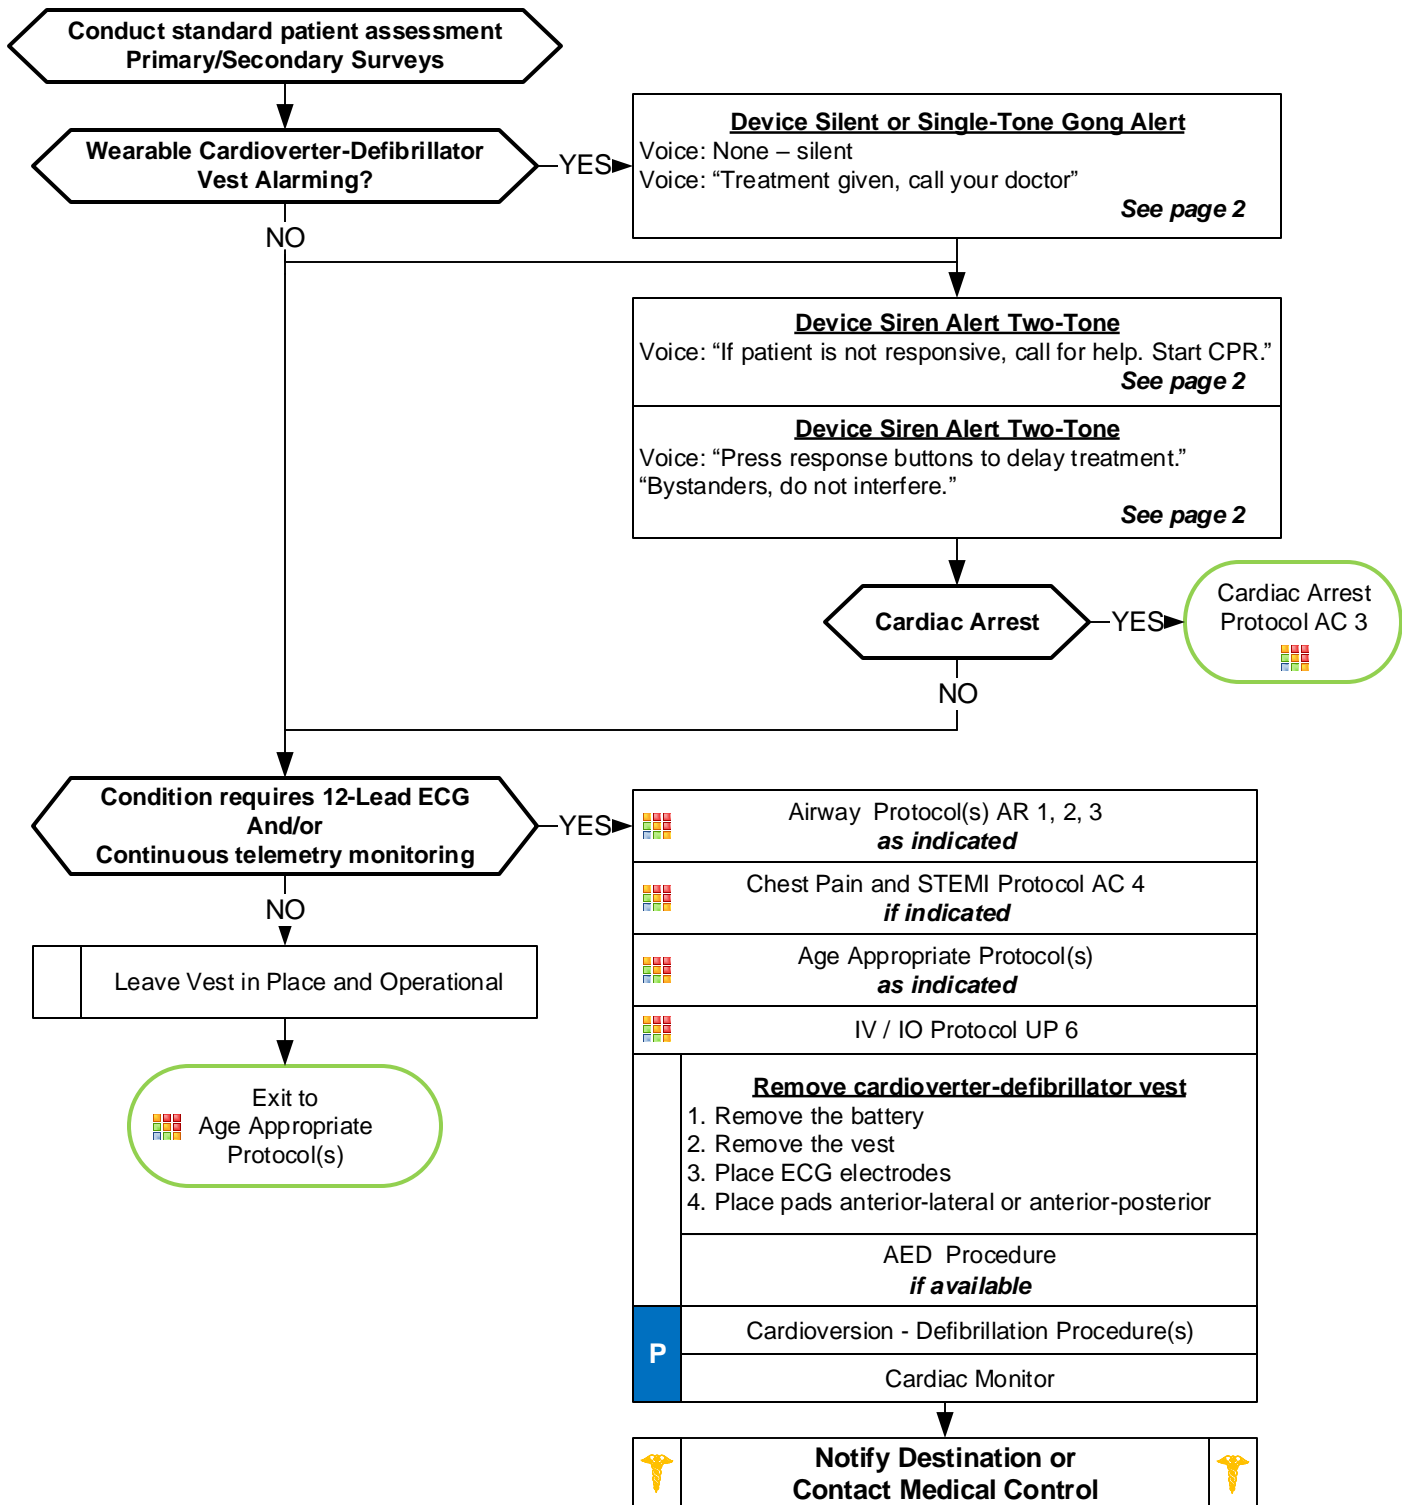 Conduct standard patient assessment
Primary/Secondary Surveys
Wearable Cardioverter-Defibrillator
Vest Alarming?
YES
Device Silent or Single-Tone Gong Alert
Voice: None – silent
Voice: “Treatment given, call your doctor”
See page 2
NO
Device Siren Alert Two-Tone
Voice: “If patient is not responsive, call for help. Start CPR.”
See page 2
Device Siren Alert Two-Tone
Voice: “Press response buttons to delay treatment.”
“Bystanders, do not interfere.”
See page 2
Cardiac Arrest
YES
Cardiac Arrest
Protocol AC 3
NO
Condition requires 12-Lead ECG
And/or
Continuous telemetry monitoring
YES
NO
Leave Vest in Place and Operational
Exit to
Age Appropriate
Protocol(s)
Airway Protocol(s) AR 1, 2, 3
as indicated
Chest Pain and STEMI Protocol AC 4
if indicated
Age Appropriate Protocol(s)
as indicated
IV / IO Protocol UP 6
Remove cardioverter-defibrillator vest
1. Remove the battery
2. Remove the vest
3. Place ECG electrodes
4. Place pads anterior-lateral or anterior-posterior
AED Procedure
if available
P
Cardioversion - Defibrillation Procedure(s)
Cardiac Monitor
Notify Destination or
Contact Medical Control